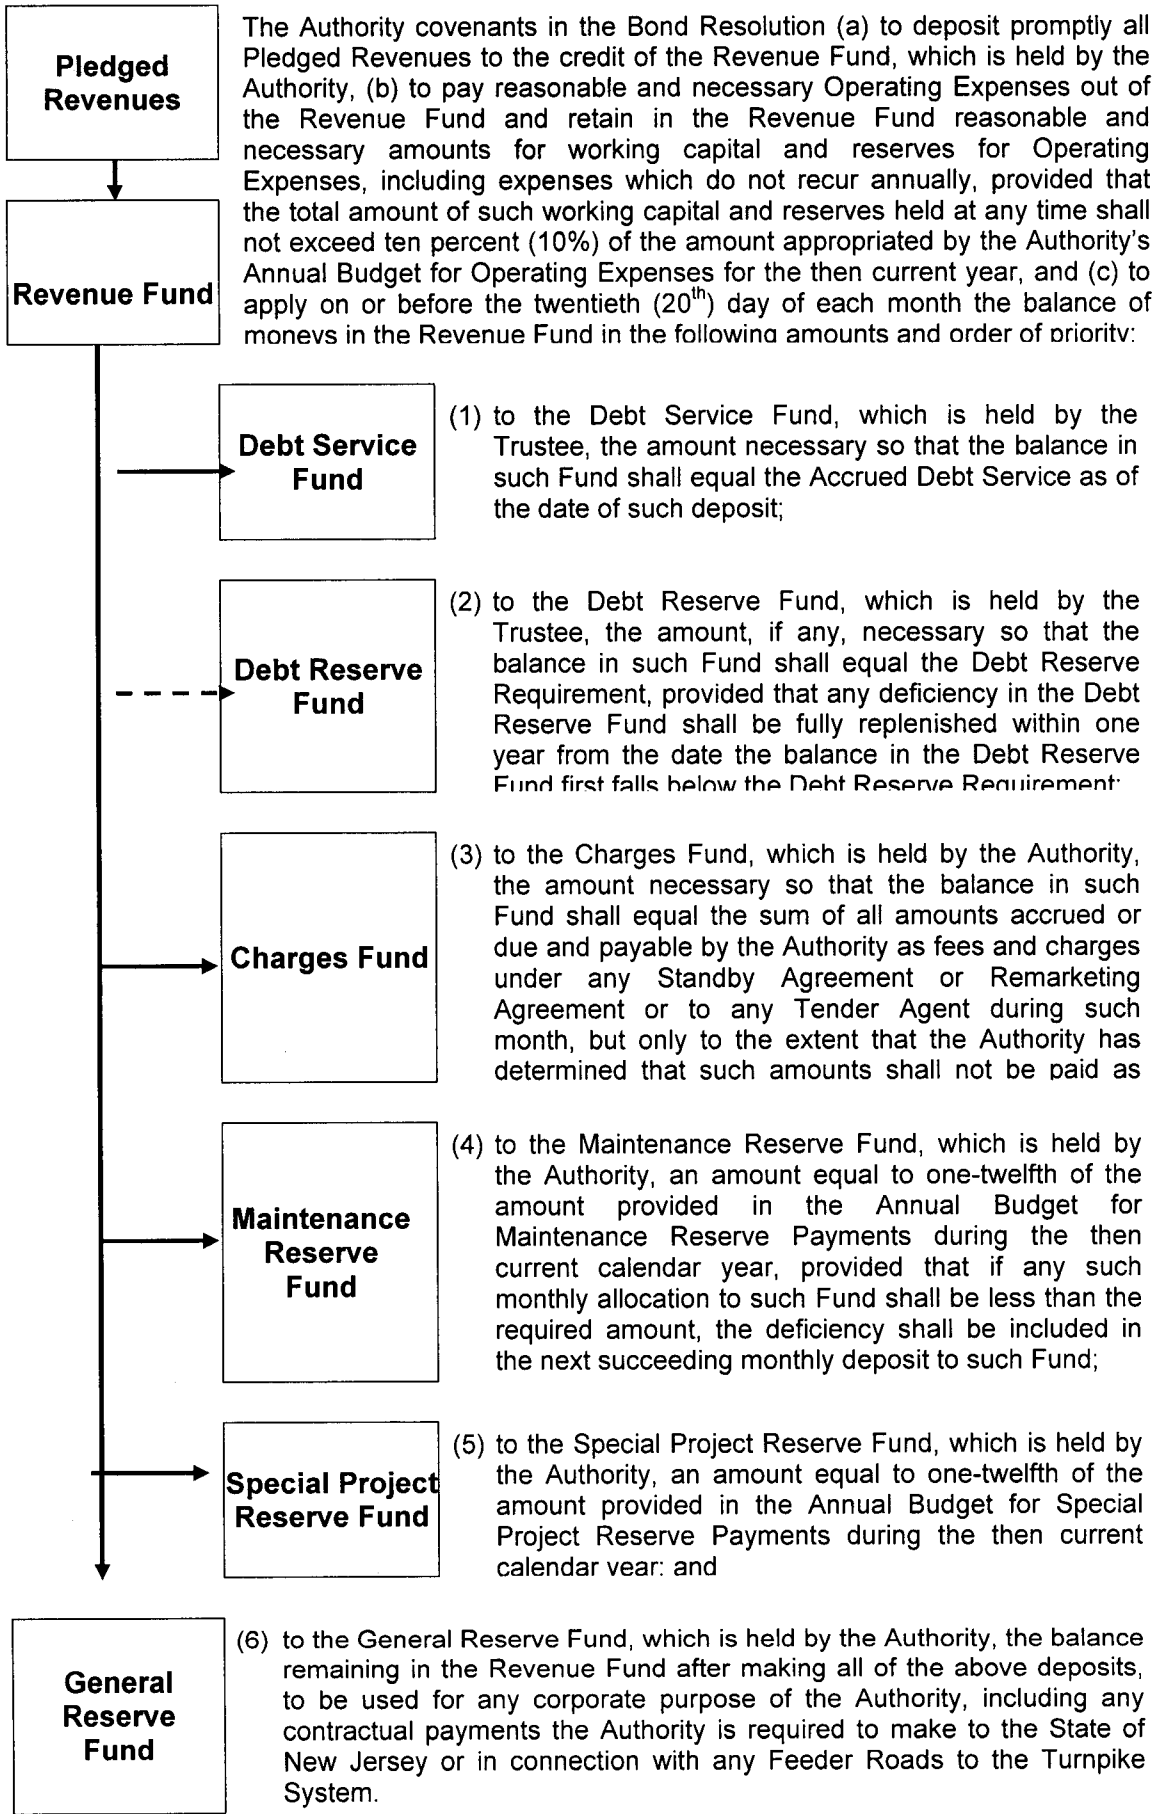 Pledged
Revenues
The Authority covenants in the Bond Resolution (a) to deposit promptly all
Pledged Revenues to the credit of the Revenue Fund, which is held by the
Authority, (b) to pay reasonable and necessary Operating Expenses out of
the Revenue Fund and retain in the Revenue Fund reasonable and
necessary amounts for working capital and reserves for Operating
Expenses, including expenses which do not recur annually, provided that
the total amount of such working capital and reserves held at any time shall
not exceed ten percent (10%) of the amount appropriated by the Authority's
Annual Budget for Operating Expenses for the then current year, and (c) to
apply on or before the twentieth (20th) day of each month the balance of
moneys in the Revenue Fund in the following amounts and order of priority:
Revenue Fund
Debt Service
Fund
(1) to the Debt Service Fund, which is held by the
Trustee, the amount necessary so that the balance in
such Fund shall equal the Accrued Debt Service as of
the date of such deposit;
Debt Reserve
Fund
(2) to the Debt Reserve Fund, which is held by the
Trustee, the amount, if any, necessary so that the
balance in such Fund shall equal the Debt Reserve
Requirement, provided that any deficiency in the Debt
Reserve Fund shall be fully replenished within one
year from the date the balance in the Debt Reserve
Fund first falls below the Debt Reserve Requirement;
Charges Fund
(3) to the Charges Fund, which is held by the Authority,
the amount necessary so that the balance in such
Fund shall equal the sum of all amounts accrued or
due and payable by the Authority as fees and charges
under any Standby Agreement or Remarketing
Agreement or to any Tender Agent during such
month, but only to the extent that the Authority has
determined that such amounts shall not be paid as
Maintenance
Reserve
Fund
(4) to the Maintenance Reserve Fund, which is held by
the Authority, an amount equal to one-twelfth of the
amount provided in the Annual Budget for
Maintenance Reserve Payments during the then
current calendar year, provided that if any such
monthly allocation to such Fund shall be less than the
required amount, the deficiency shall be included in
the next succeeding monthly deposit to such Fund;
Special Project
Reserve Fund
(5) to the Special Project Reserve Fund, which is held by
the Authority, an amount equal to one-twelfth of the
amount provided in the Annual Budget for Special
Project Reserve Payments during the then current
calendar year; and
General
Reserve
Fund
(6) to the General Reserve Fund, which is held by the Authority, the balance
remaining in the Revenue Fund after making all of the above deposits,
to be used for any corporate purpose of the Authority, including any
contractual payments the Authority is required to make to the State of
New Jersey or in connection with any Feeder Roads to the Turnpike
System.